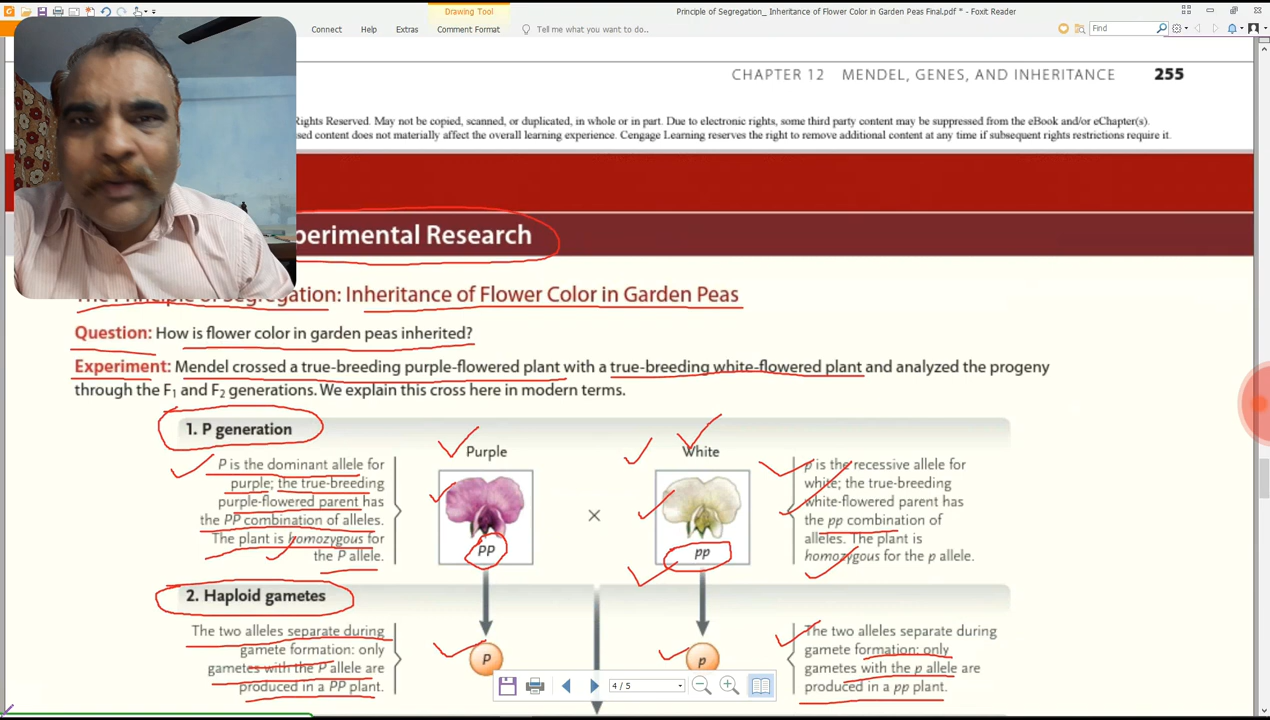 Drawing Tool
Principle of Segregation_ Inheritance of Flower Color in Garden Peas Final.pdf * - Foxit Reader
Connect Help Extras Comment Format Tell me what you want to do.. Find
CHAPTER 12 MENDEL, GENES, AND INHERITANCE 255
Rights Reserved. May not be copied, scanned, or duplicated, in whole or in part. Due to electronic rights, some third party content may be suppressed from the eBook and/or eChapter(s).
sed content does not materially affect the overall learning experience. Cengage Learning reserves the right to remove additional content at any time if subsequent rights restrictions require it.
perimental Research
The Principle of Segregation: Inheritance of Flower Color in Garden Peas
Question: How is flower color in garden peas inherited?
Experiment: Mendel crossed a true-breeding purple-flowered plant with a true-breeding white-flowered plant and analyzed the progeny
through the F1 and F2 generations. We explain this cross here in modern terms.
1. P generation
P is the dominant allele for
purple; the true-breeding
purple-flowered parent has
the PP combination of alleles.
The plant is homozygous for
the P allele.
Purple
PP
×
White
pp
p is the recessive allele for
white; the true-breeding
white-flowered parent has
the pp combination of
alleles. The plant is
homozygous for the p allele.
2. Haploid gametes
The two alleles separate during
gamete formation: only
gametes with the P allele are
produced in a PP plant.
P
p
The two alleles separate during
gamete formation: only
gametes with the p allele are
produced in a pp plant.
4 / 5